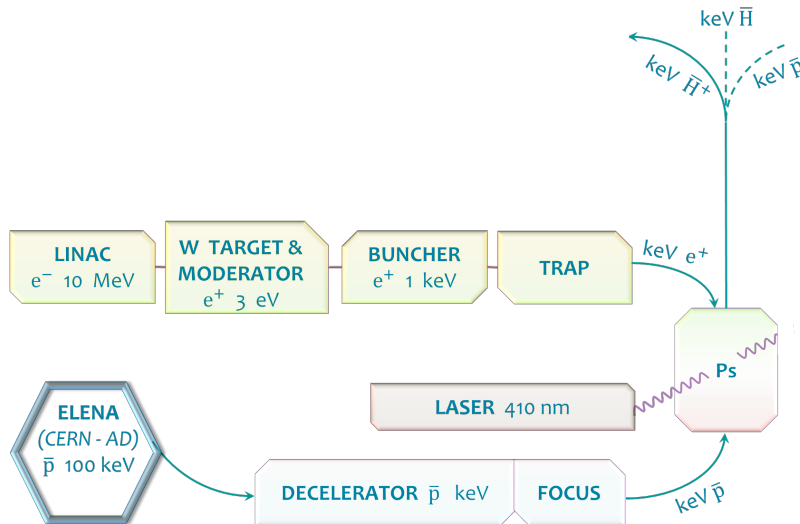 keV H̅
keV H̅⁺
keV p̅
LINAC
e⁻ 10 MeV
W TARGET &
MODERATOR
e⁺ 3 eV
BUNCHER
e⁺ 1 keV
TRAP
keV e⁺
Ps
LASER 410 nm
ELENA
(CERN - AD)
p̅ 100 keV
DECELERATOR p̅ keV
FOCUS
keV p̅